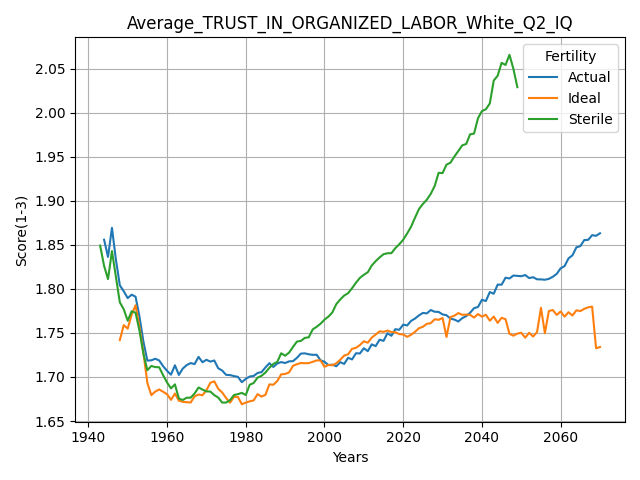 Average_TRUST_IN_ORGANIZED_LABOR_White_Q2_IQ
Fertility
Actual
Ideal
Sterile
2.05
2.00
1.95
1.90
1.85
1.80
1.75
1.70
1.65
Score(1-3)
1940
1960
1980
2000
2020
2040
2060
Years